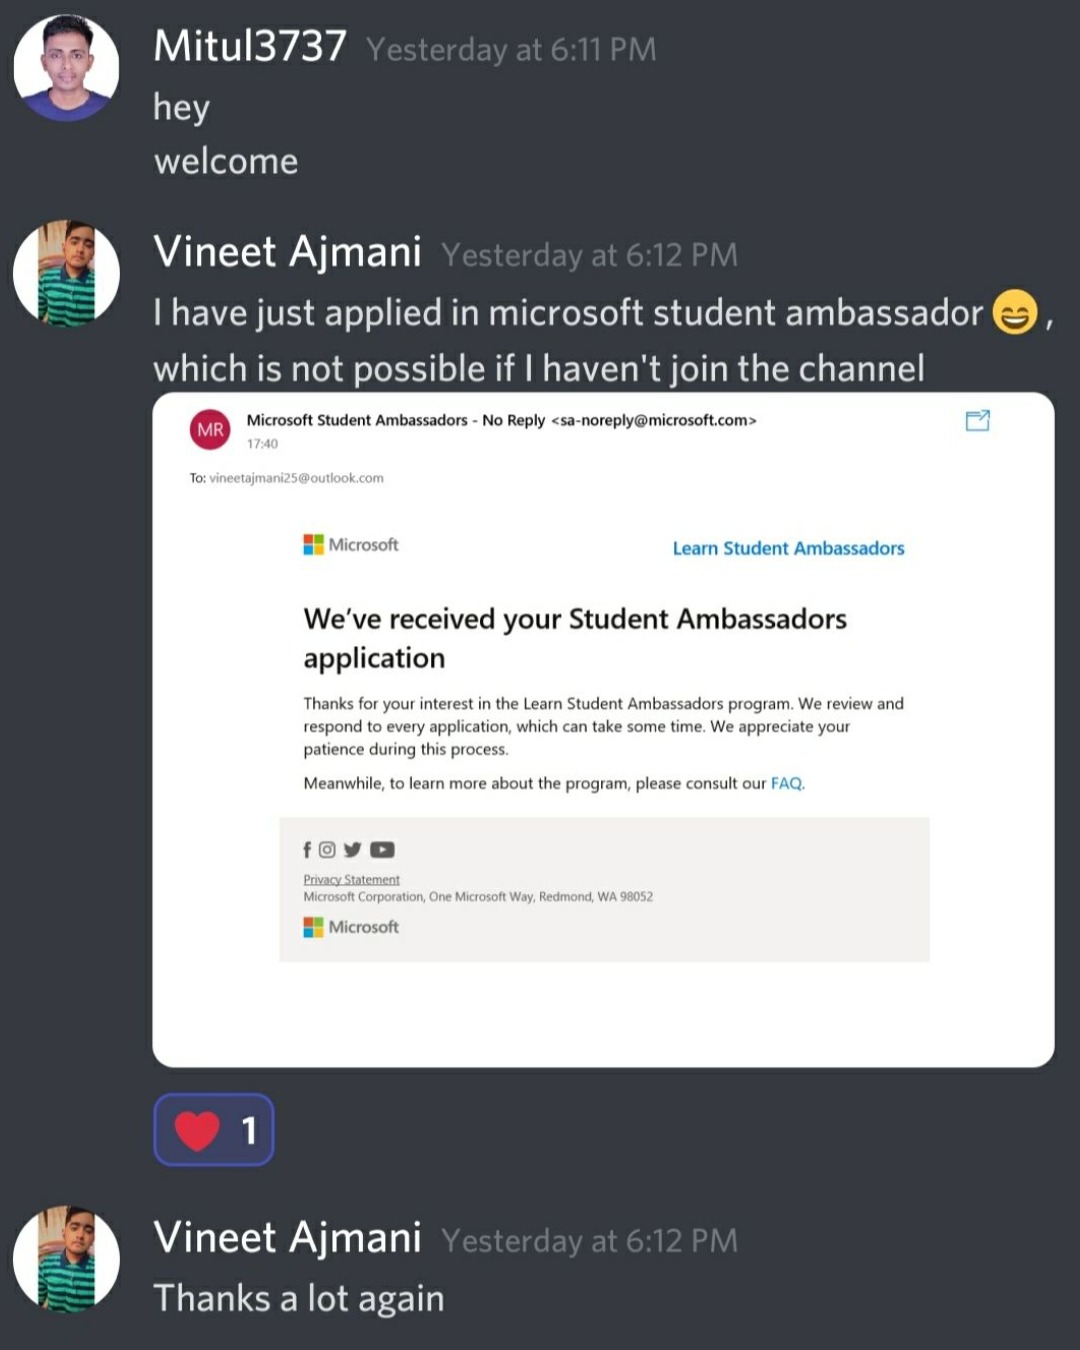 Mitul3737 Yesterday at 6:11 PM
hey
welcome
Vineet Ajmani Yesterday at 6:12 PM
I have just applied in microsoft student ambassador 😄,
which is not possible if I haven't join the channel
MR
Microsoft Student Ambassadors - No Reply <sa-noreply@microsoft.com>
17:40
To: vineetajmani25@outlook.com
Microsoft
Learn Student Ambassadors
We've received your Student Ambassadors
application
Thanks for your interest in the Learn Student Ambassadors program. We review and
respond to every application, which can take some time. We appreciate your
patience during this process.
Meanwhile, to learn more about the program, please consult our FAQ.
Privacy Statement
Microsoft Corporation, One Microsoft Way, Redmond, WA 98052
Microsoft
❤️ 1
Vineet Ajmani Yesterday at 6:12 PM
Thanks a lot again